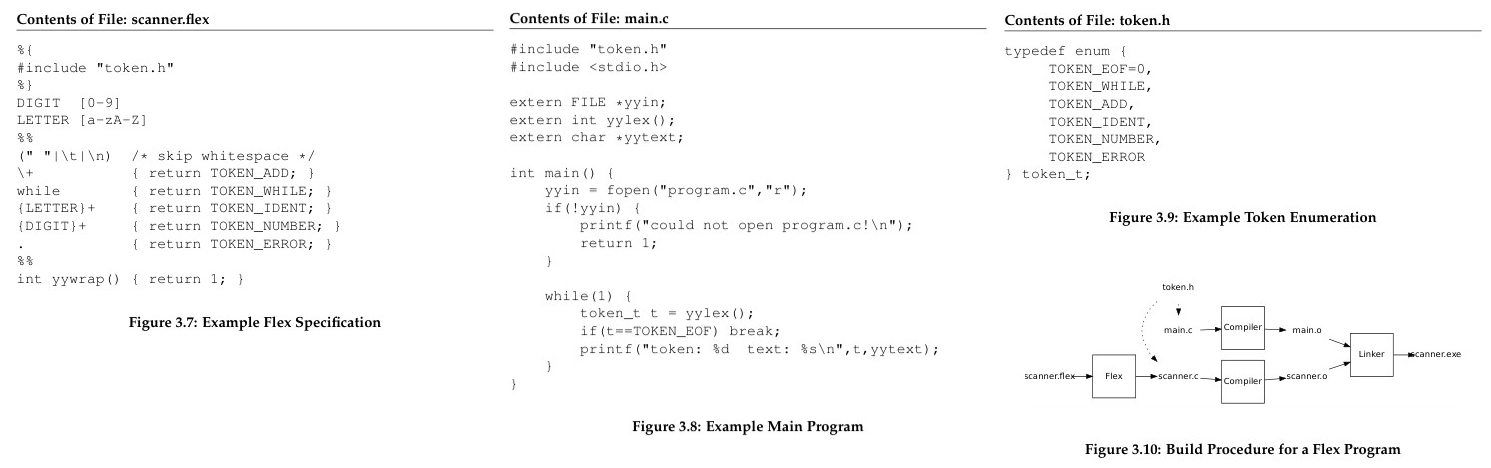 Contents of File: scanner.flex
%{
#include "token.h"
%}
DIGIT  [0-9]
LETTER [a-zA-Z]
%%
(" "|\t|\n)  /* skip whitespace */
\+           { return TOKEN_ADD; }
while        { return TOKEN_WHILE; }
{LETTER}+    { return TOKEN_IDENT; }
{DIGIT}+     { return TOKEN_NUMBER; }
.            { return TOKEN_ERROR; }
%%
int yywrap() { return 1; }
Figure 3.7: Example Flex Specification
Contents of File: main.c
#include "token.h"
#include <stdio.h>
extern FILE *yyin;
extern int yylex();
extern char *yytext;
int main() {
    yyin = fopen("program.c","r");
    if(!yyin) {
        printf("could not open program.c!\n");
        return 1;
    }
    while(1) {
        token_t t = yylex();
        if(t==TOKEN_EOF) break;
        printf("token: %d  text: %s\n",t,yytext);
    }
}
Figure 3.8: Example Main Program
Contents of File: token.h
typedef enum {
     TOKEN_EOF=0,
     TOKEN_WHILE,
     TOKEN_ADD,
     TOKEN_IDENT,
     TOKEN_NUMBER,
     TOKEN_ERROR
} token_t;
Figure 3.9: Example Token Enumeration
token.h
main.c
Compiler
main.o
Linker
scanner.exe
scanner.flex
Flex
scanner.c
Compiler
scanner.o
Figure 3.10: Build Procedure for a Flex Program